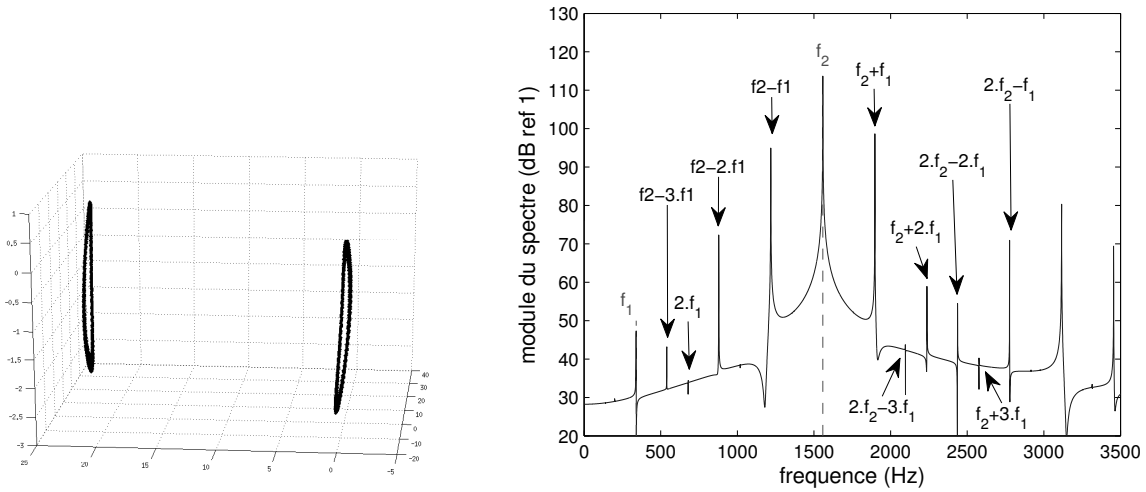 1
0.5
0
-0.5
-1
-1.5
-2
-2.5
-3
25
20
15
10
5
0
-5
40
30
20
10
0
-10
-20
130
120
110
100
90
80
70
60
50
40
30
20
module du spectre (dB ref 1)
f₁
f2−3.f1
2.f₁
f2−2.f1
f2−f1
f₂
f₂+f₁
f₂+2.f₁
2.f₂−2.f₁
2.f₂−f₁
2.f₂−3.f₁
f₂+3.f₁
0 500 1000 1500 2000 2500 3000 3500
frequence (Hz)